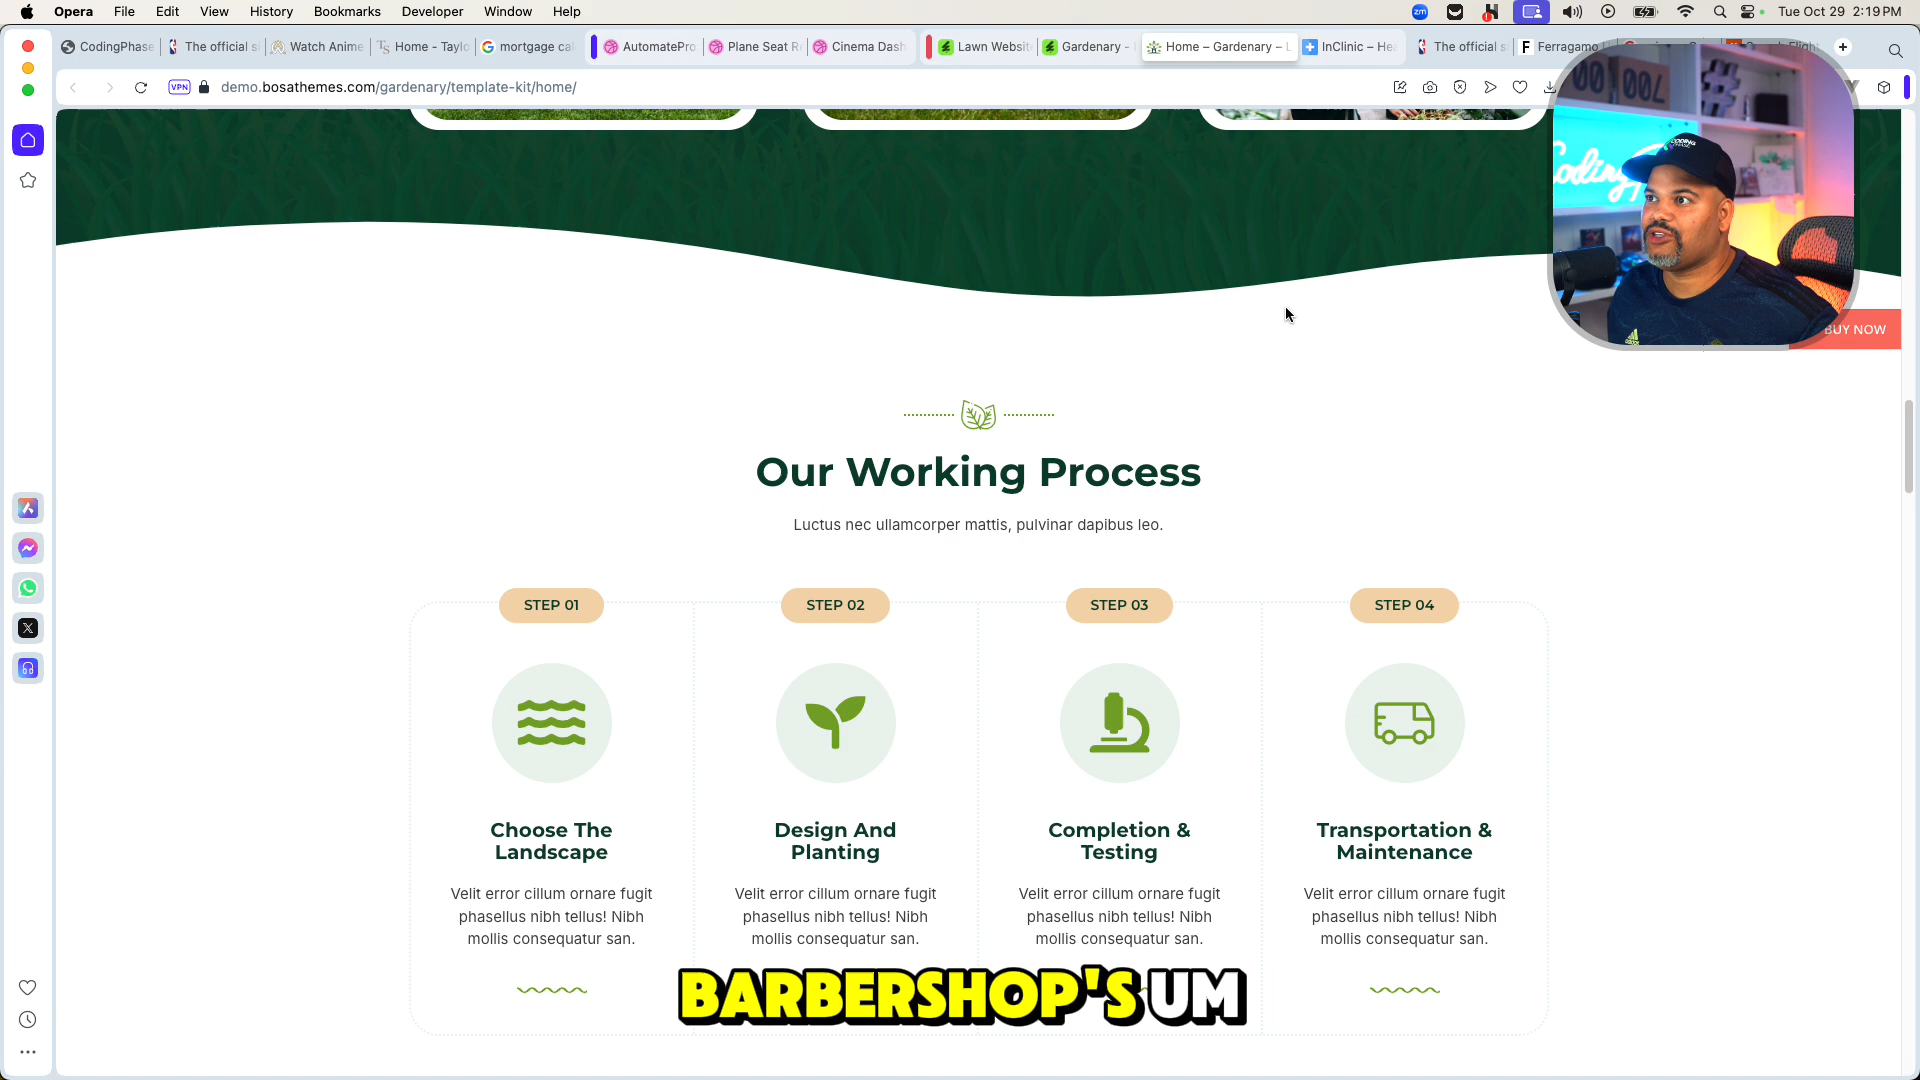 Opera File Edit View History Bookmarks Developer Window Help
zm
Tue Oct 29 2:19 PM
CodingPhase
The official s
Watch Anime
Home - Taylo
mortgage cal
AutomatePro
Plane Seat R
Cinema Dash
Lawn Websit
Gardenary -
Home – Gardenary – L
InClinic – Hea
The official s
Ferragamo
VPN
demo.bosathemes.com/gardenary/template-kit/home/
BUY NOW
Our Working Process
Luctus nec ullamcorper mattis, pulvinar dapibus leo.
STEP 01
STEP 02
STEP 03
STEP 04
Choose The
Landscape
Design And
Planting
Completion &
Testing
Transportation &
Maintenance
Velit error cillum ornare fugit
phasellus nibh tellus! Nibh
mollis consequatur san.
Velit error cillum ornare fugit
phasellus nibh tellus! Nibh
mollis consequatur san.
Velit error cillum ornare fugit
phasellus nibh tellus! Nibh
mollis consequatur san.
Velit error cillum ornare fugit
phasellus nibh tellus! Nibh
mollis consequatur san.
BARBERSHOP'S UM